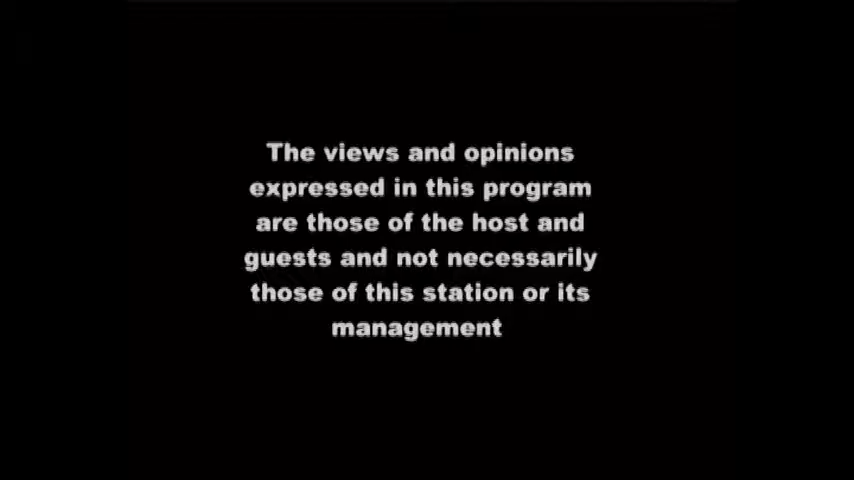 The views and opinions
expressed in this program
are those of the host and
guests and not necessarily
those of this station or its
management